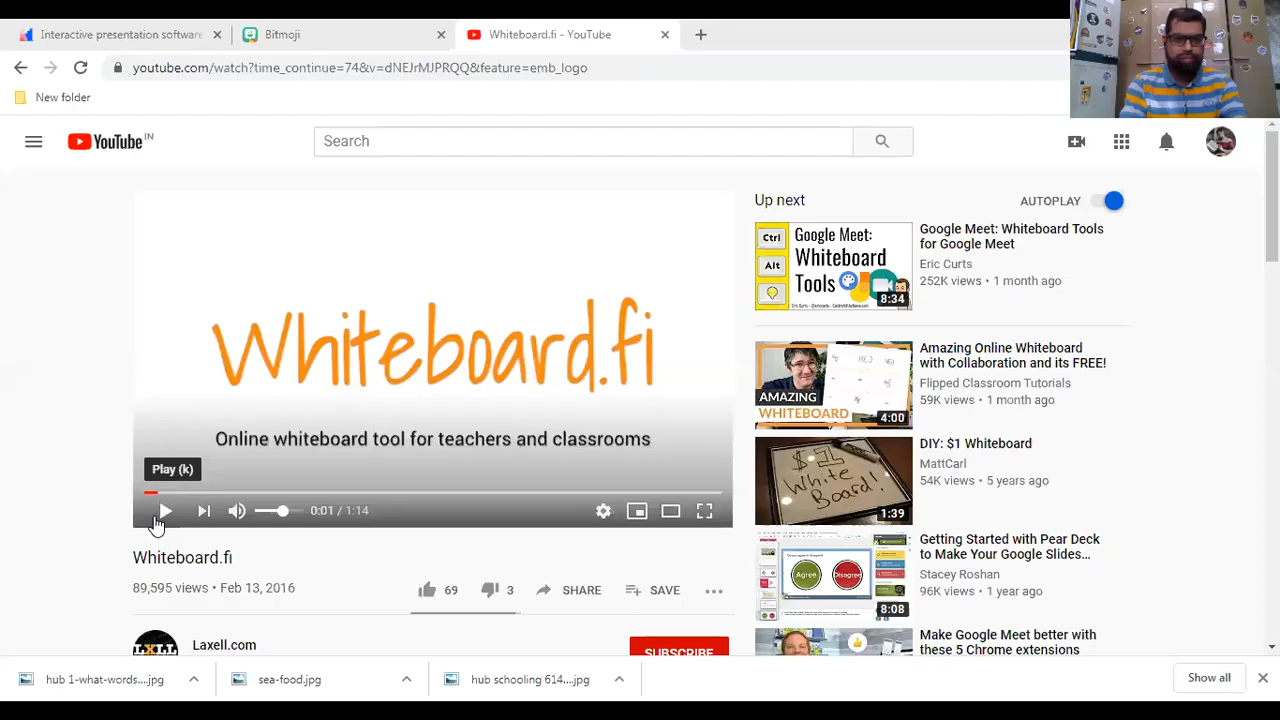 Interactive presentation software
Bitmoji
Whiteboard.fi - YouTube
youtube.com/watch?time_continue=74&v=dNEJrMJPRQQ&feature=emb_logo
New folder
YouTube IN
Search
Whiteboard.fi
Online whiteboard tool for teachers and classrooms
Play (k)
0:01 / 1:14
Whiteboard.fi
89,595 views • Feb 13, 2016
69
3
SHARE
SAVE
Laxell.com
SUBSCRIBE
Up next
AUTOPLAY
Ctrl
Alt
Google Meet:
Whiteboard
Tools
8:34
Google Meet: Whiteboard Tools
for Google Meet
Eric Curts
252K views • 1 month ago
AMAZING
WHITEBOARD
4:00
Amazing Online Whiteboard
with Collaboration and its FREE!
Flipped Classroom Tutorials
59K views • 1 month ago
$1
White
Board!
1:39
DIY: $1 Whiteboard
MattCarl
54K views • 5 years ago
Agree
Disagree
8:08
Getting Started with Pear Deck
to Make Your Google Slides...
Stacey Roshan
96K views • 1 year ago
Make Google Meet better with
these 5 Chrome extensions
hub 1-what-words....jpg
sea-food.jpg
hub schooling 614....jpg
Show all